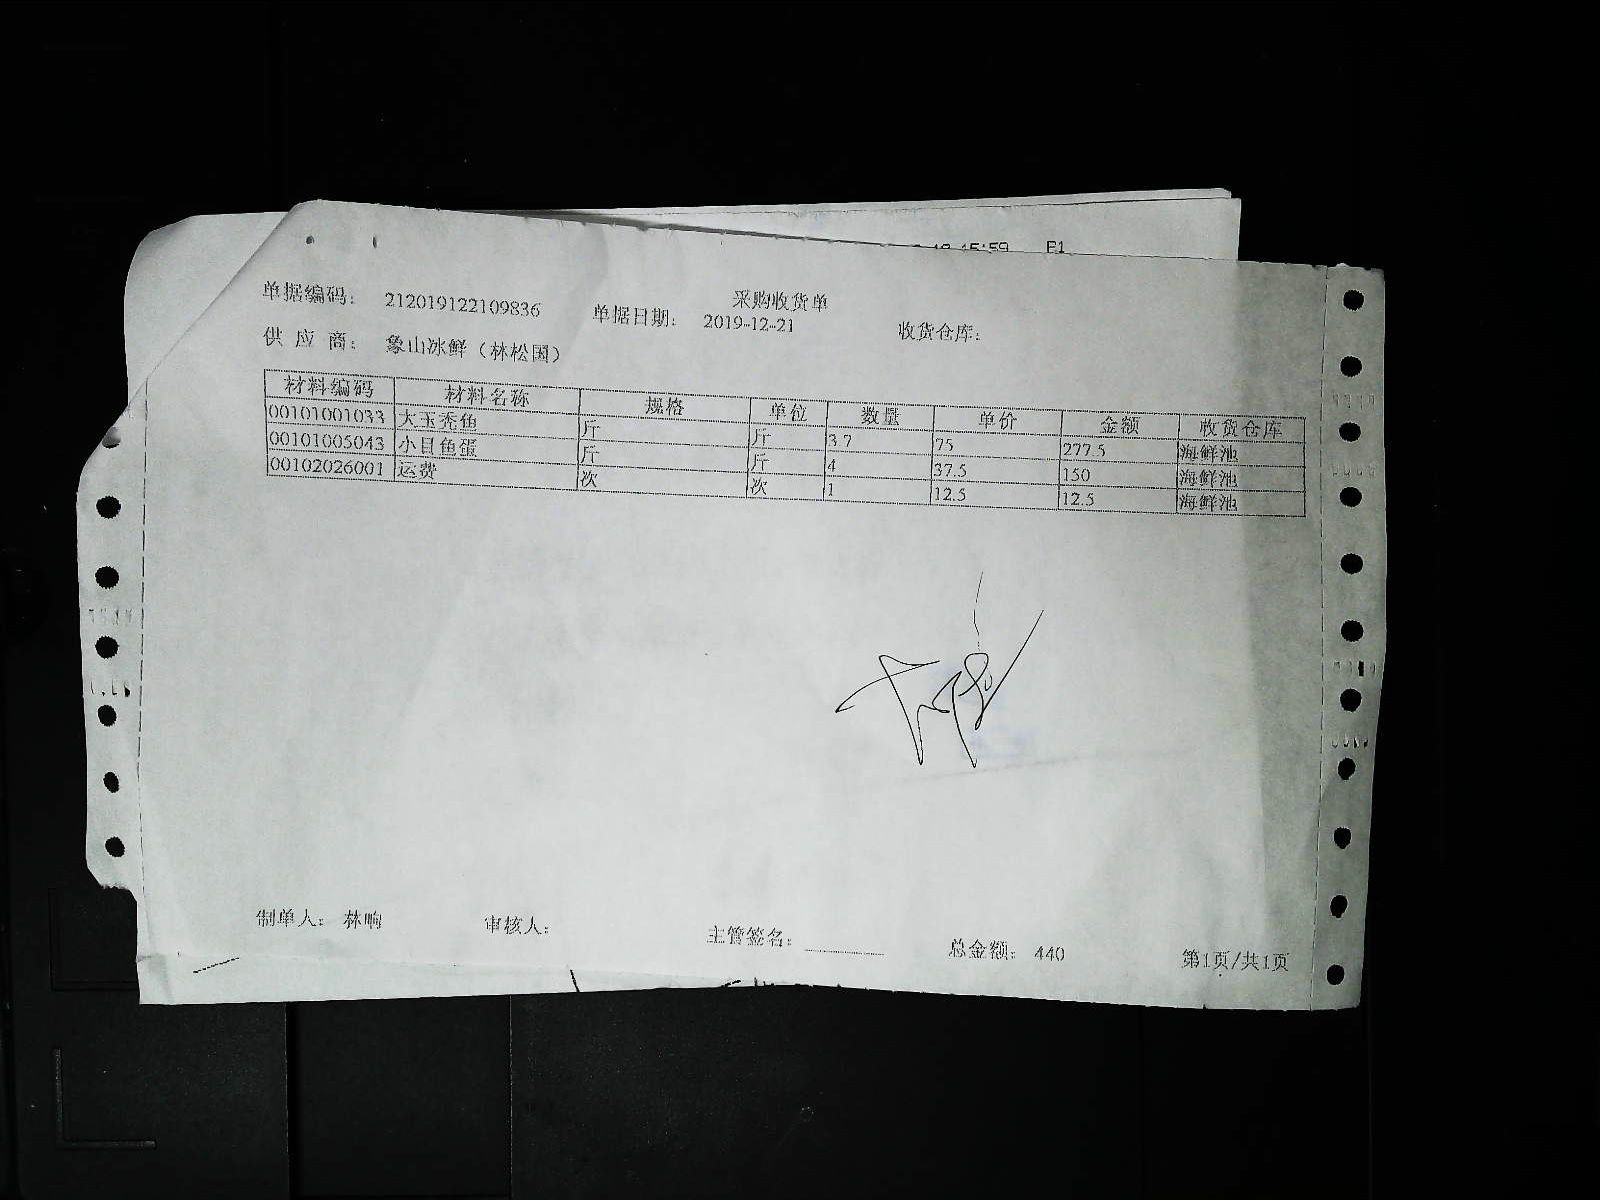 15:59 P1
采购收货单
单据编码： 212019122109836 单据日期： 2019-12-21 收货仓库：
供 应 商： 象山冰鲜（林松国）
材料编码 材料名称 规格 单位 数量 单价 金额 收货仓库
00101001033 大玉秃鱼 斤 斤 3.7 75 277.5 海鲜池
00101005043 小目鱼蛋 斤 斤 4 37.5 150 海鲜池
00102026001 运费 次 次 1 12.5 12.5 海鲜池
制单人： 林昫 审核人： 主管签名： 总金额： 440 第1页/共1页